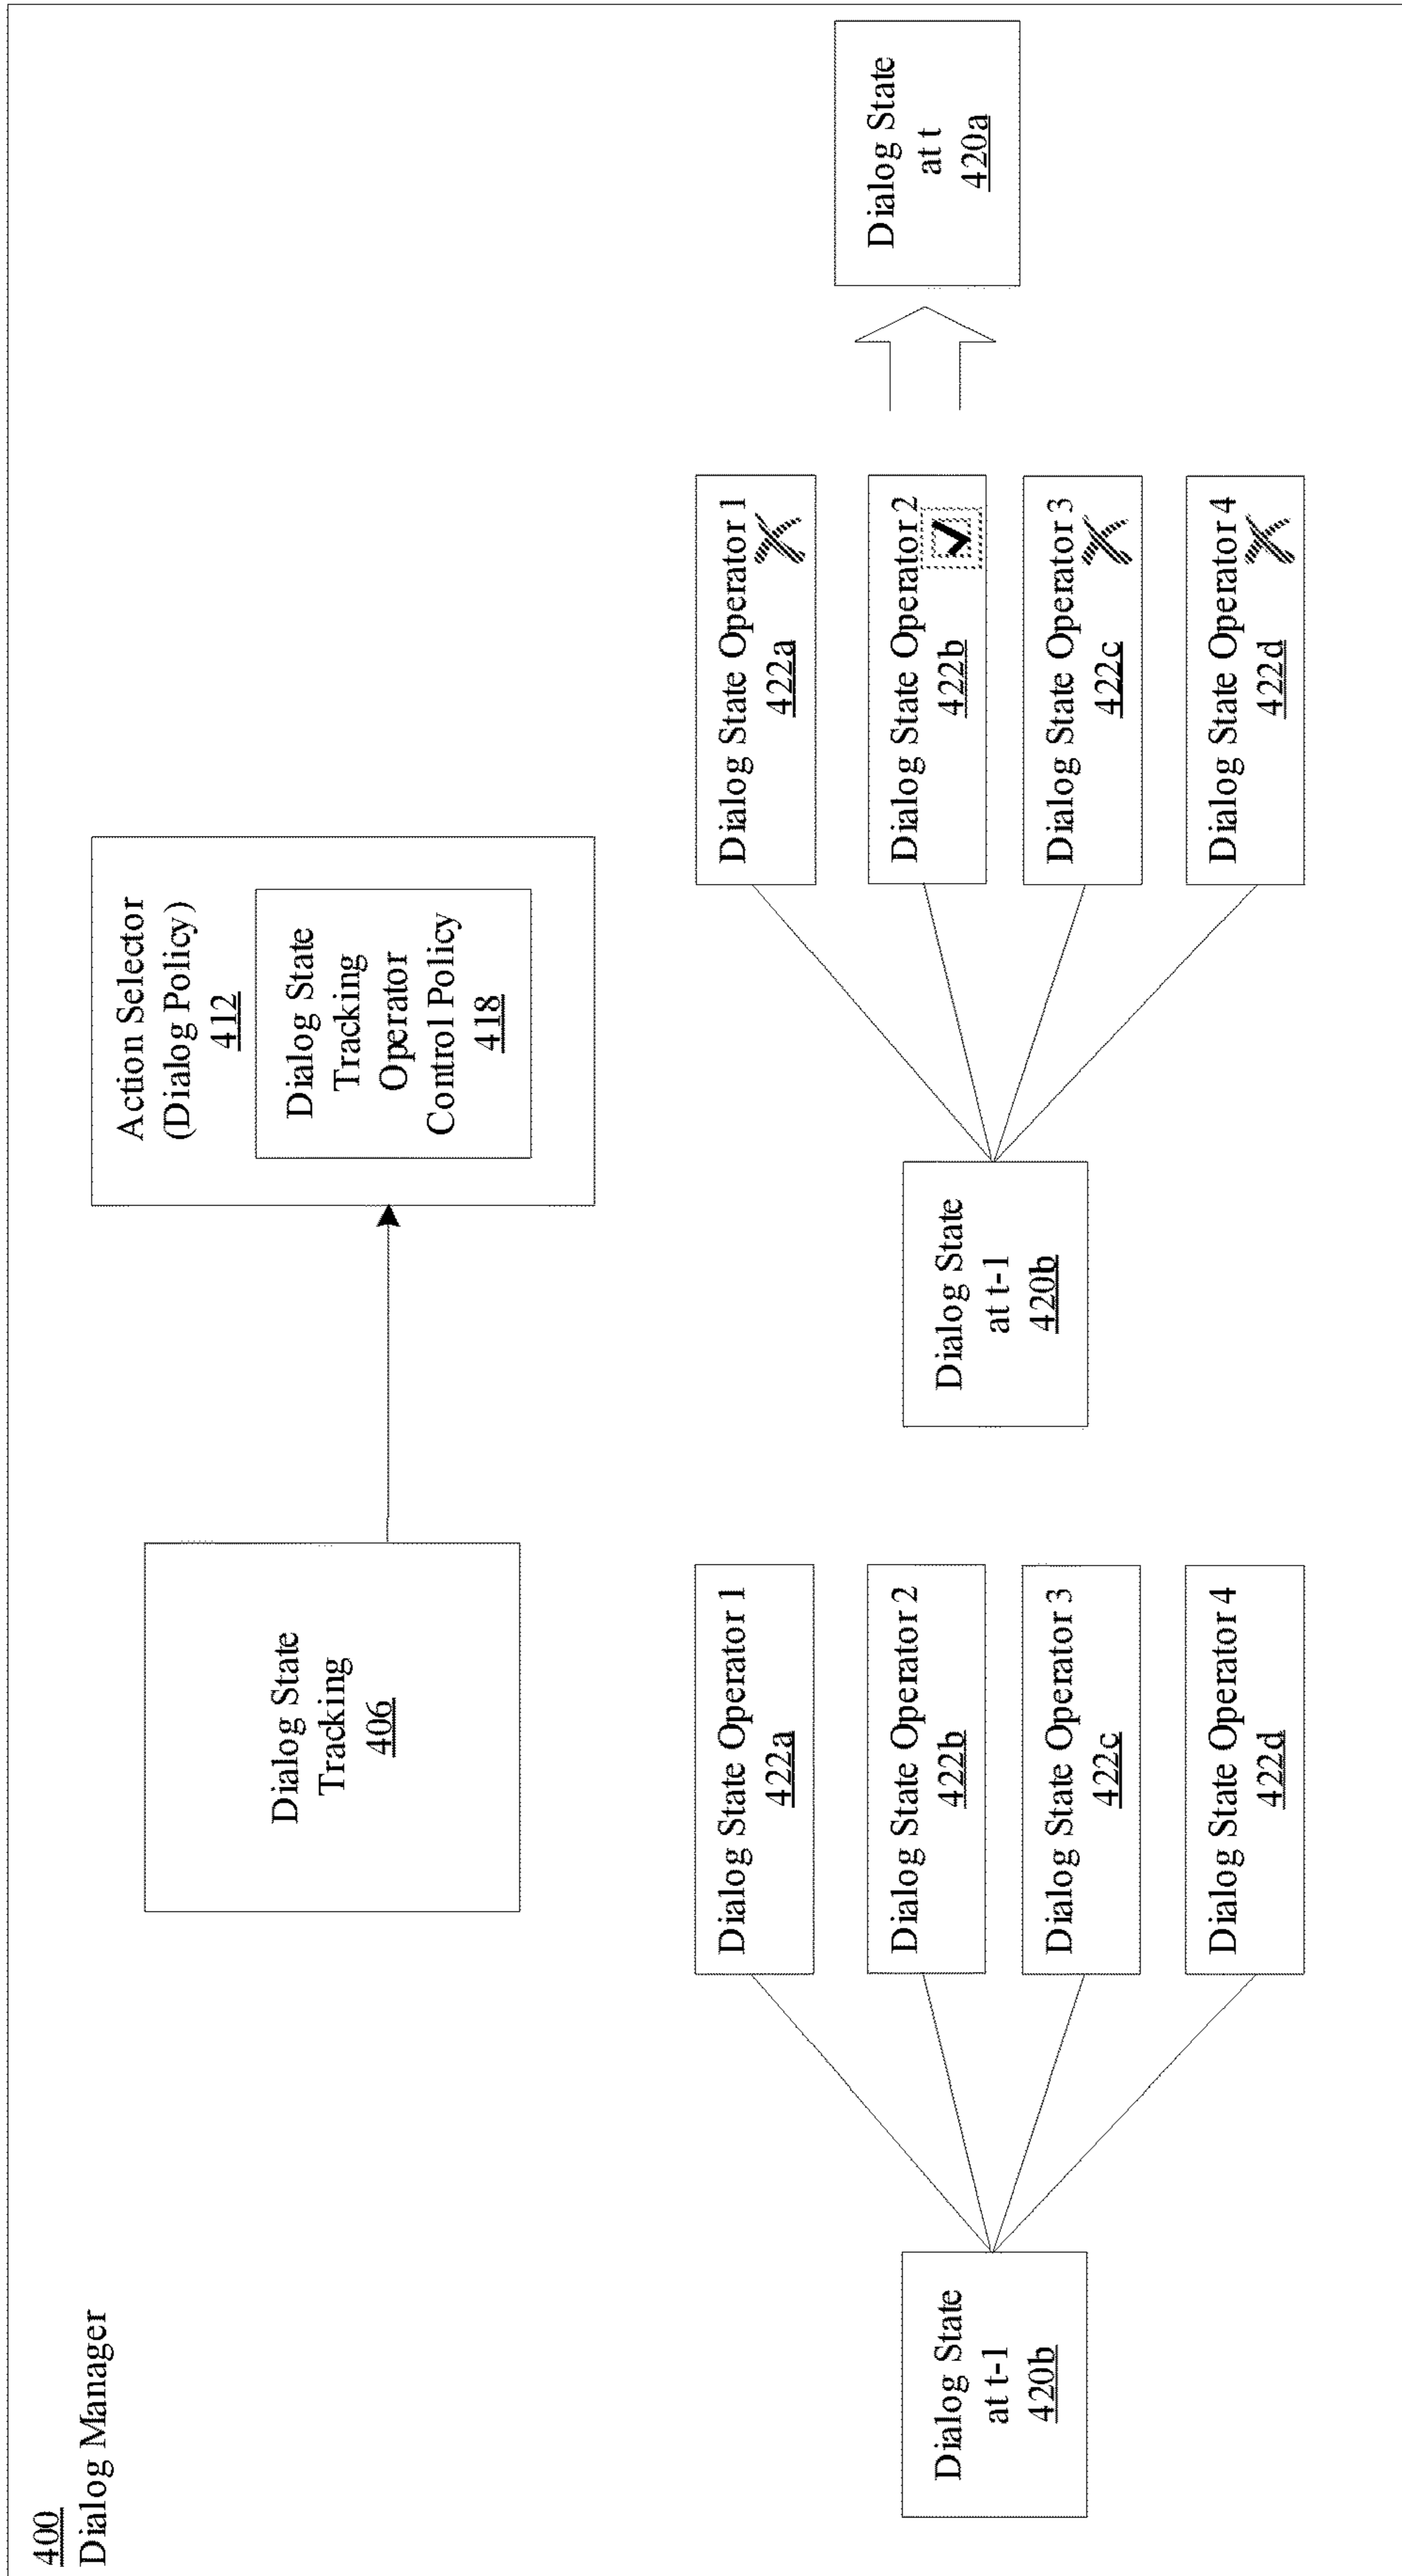 400
Dialog Manager
Dialog State
Tracking
406
Action Selector
(Dialog Policy)
412
Dialog State
Tracking
Operator
Control Policy
418
Dialog State
at t-1
420b
Dialog State Operator 1
422a
Dialog State Operator 2
422b
Dialog State Operator 3
422c
Dialog State Operator 4
422d
Dialog State
at t-1
420b
Dialog State Operator 1
422a
Dialog State Operator 2
422b
Dialog State Operator 3
422c
Dialog State Operator 4
422d
Dialog State
at t
420a